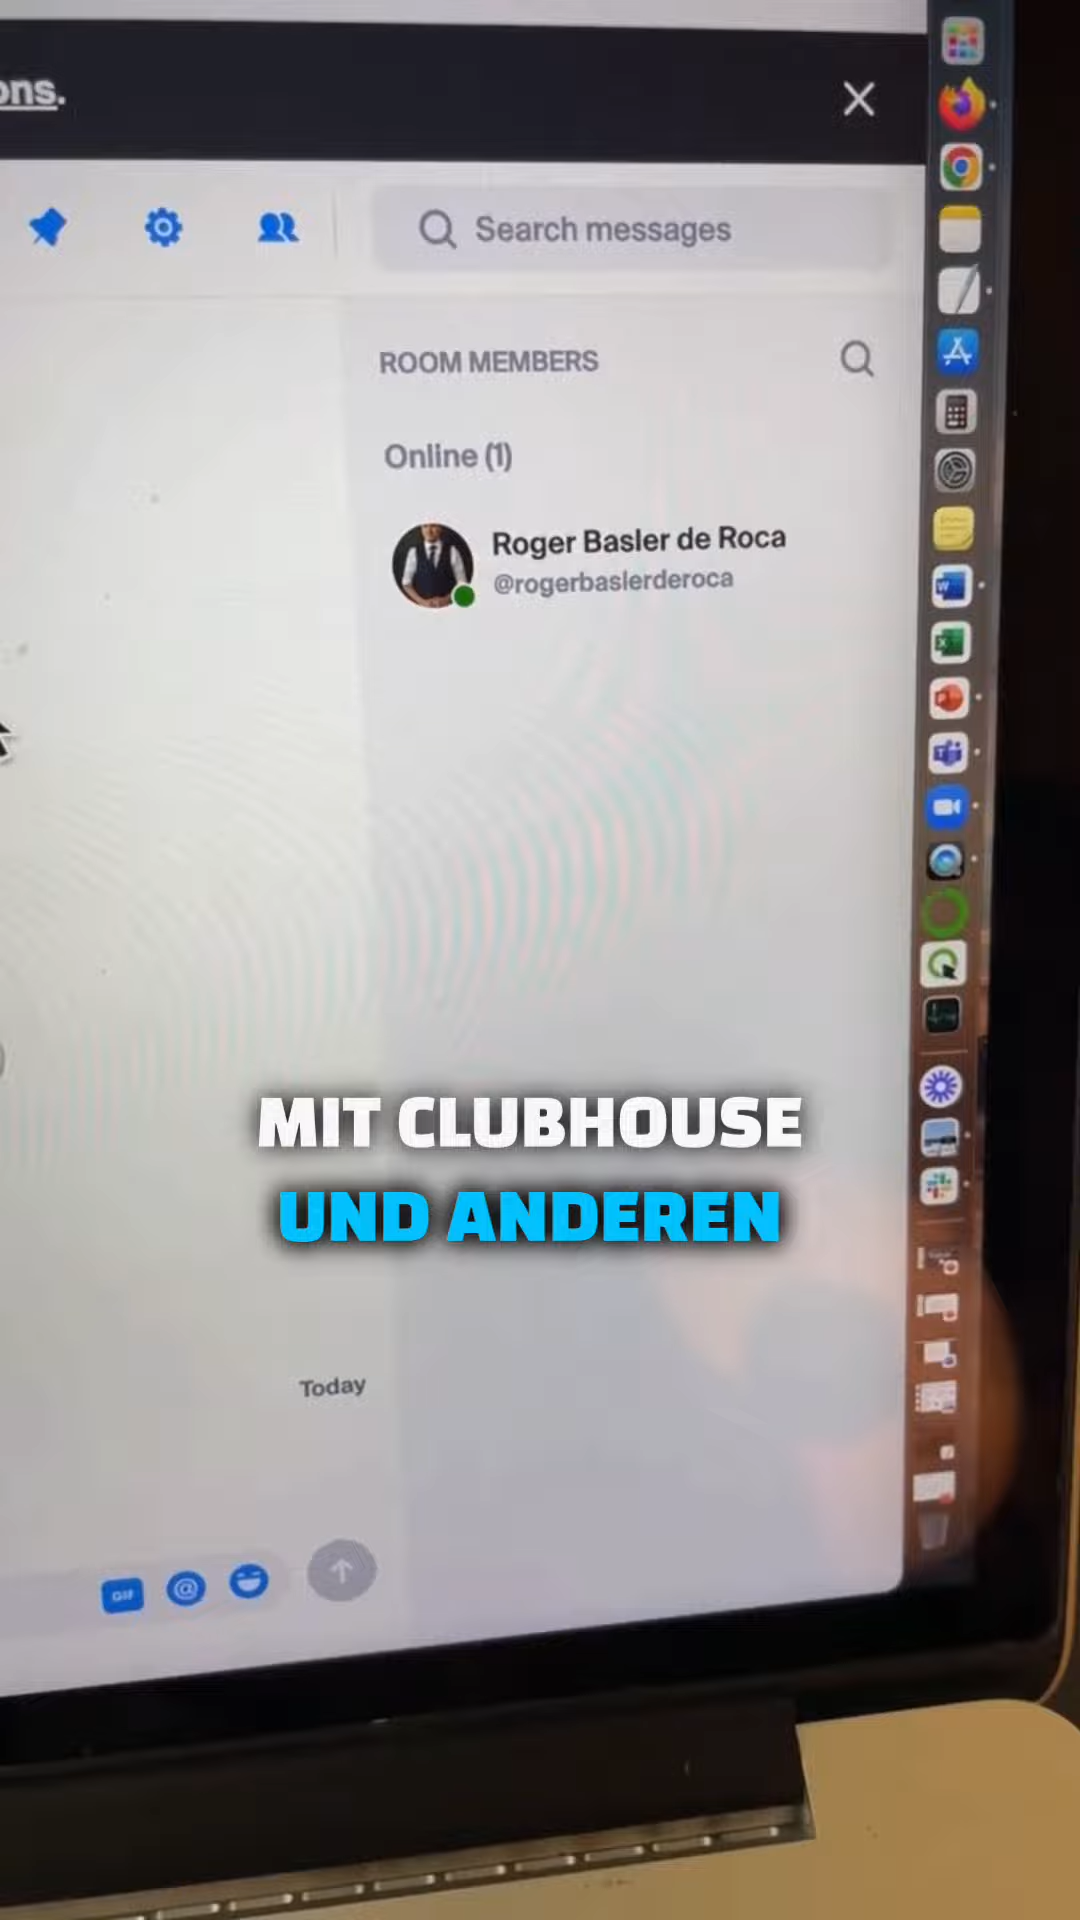 ons.
Search messages
ROOM MEMBERS
Online (1)
Roger Basler de Roca
@rogerbaslerderoca
MIT CLUBHOUSE
UND ANDEREN
Today
GIF